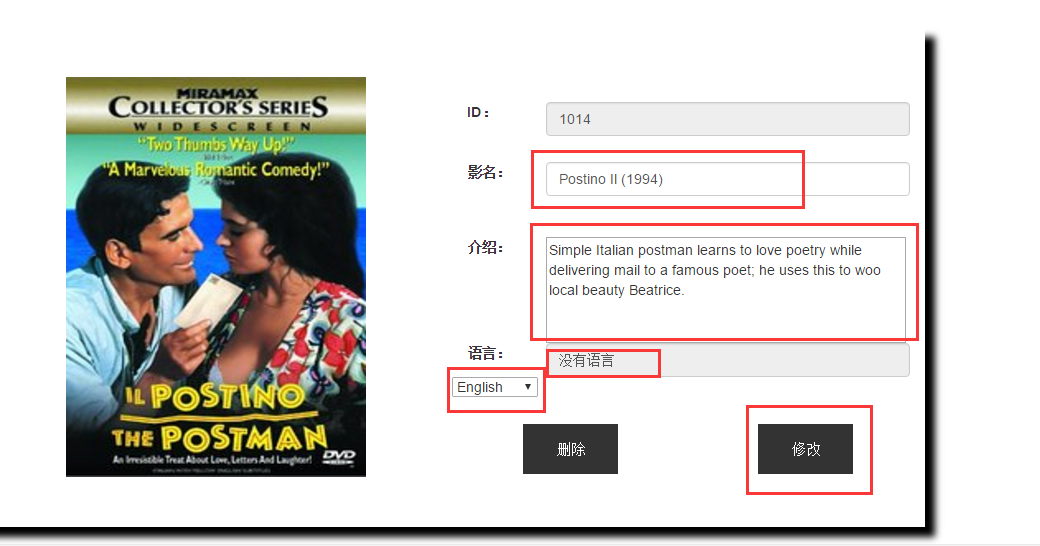 MIRAMAX
COLLECTOR'S SERIES
WIDESCREEN
"Two Thumbs Way Up!"
"A Marvelous Romantic Comedy!"
IL POSTINO
THE POSTMAN
An Irresistible Treat About Love, Letters And Laughter!
DVD
ID：
1014
影名：
Postino II (1994)
介绍：
Simple Italian postman learns to love poetry while
delivering mail to a famous poet; he uses this to woo
local beauty Beatrice.
语言：
没有语言
English
删除
修改